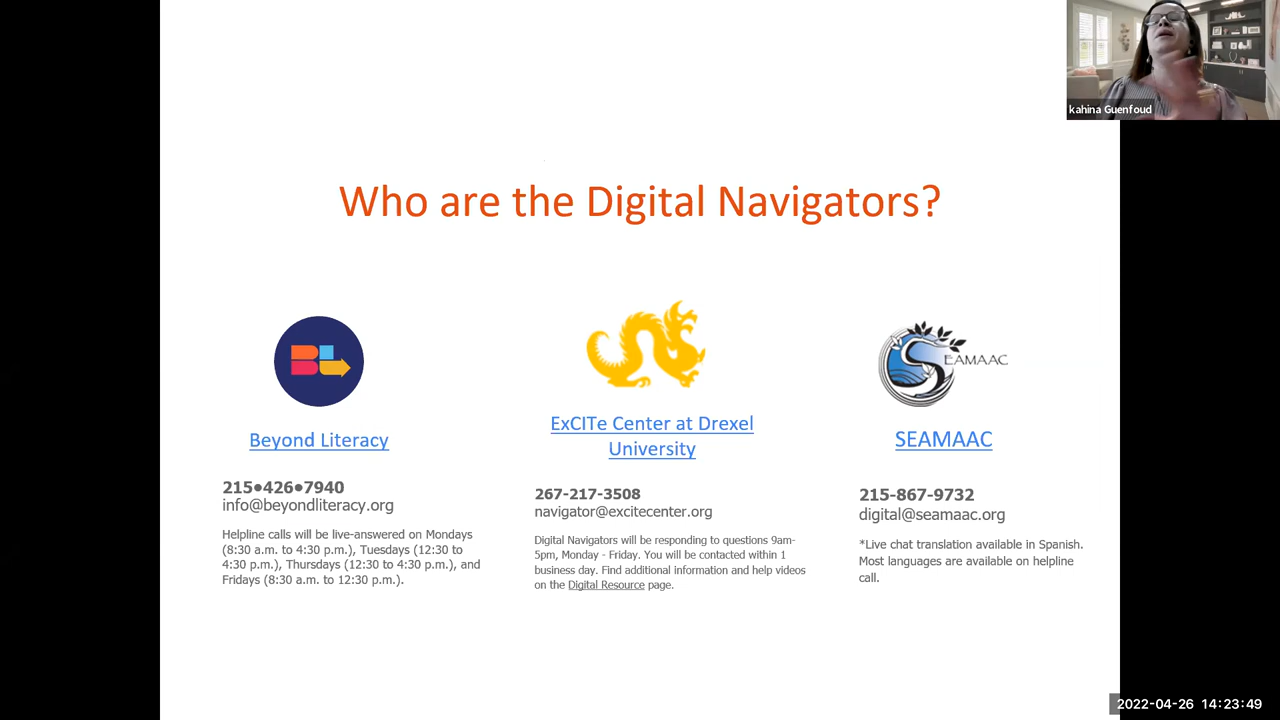 kahina Guenfoud
Who are the Digital Navigators?
BL
Beyond Literacy
215•426•7940
info@beyondliteracy.org
Helpline calls will be live-answered on Mondays
(8:30 a.m. to 4:30 p.m.), Tuesdays (12:30 to
4:30 p.m.), Thursdays (12:30 to 4:30 p.m.), and
Fridays (8:30 a.m. to 12:30 p.m.).
ExCITe Center at Drexel
University
267-217-3508
navigator@excitecenter.org
Digital Navigators will be responding to questions 9am-
5pm, Monday - Friday. You will be contacted within 1
business day. Find additional information and help videos
on the Digital Resource page.
SEAMAAC
SEAMAAC
215-867-9732
digital@seamaac.org
*Live chat translation available in Spanish.
Most languages are available on helpline
call.
2022-04-26 14:23:49